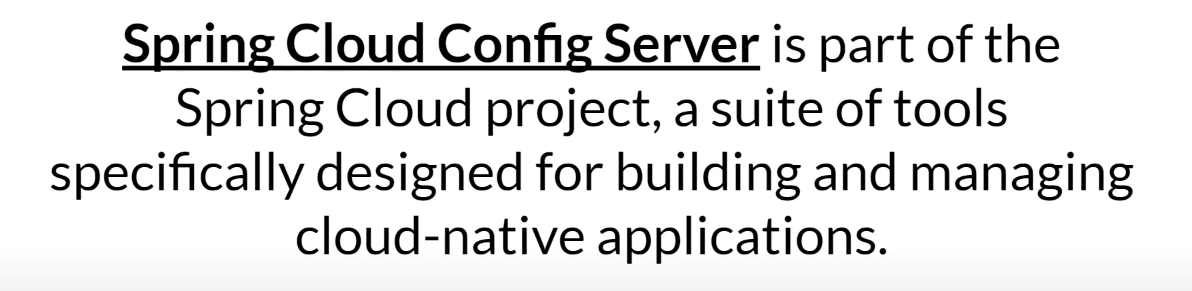 Spring Cloud Config Server is part of the
Spring Cloud project, a suite of tools
specifically designed for building and managing
cloud-native applications.